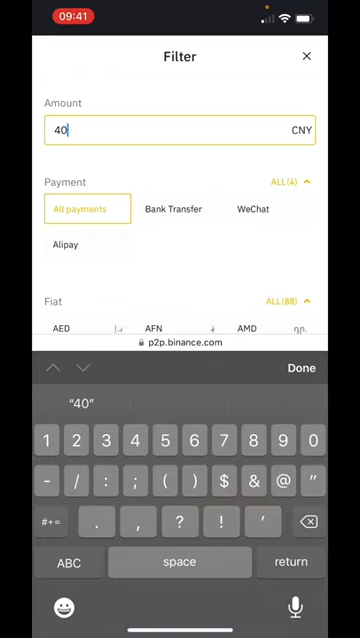 09:41
Filter
Amount
40 CNY
Payment ALL(4)
All payments Bank Transfer WeChat
Alipay
Fiat ALL(88)
AED د.إ AFN ؋ AMD դր.
p2p.binance.com
Done
“40”
1 2 3 4 5 6 7 8 9 0
- / : ; ( ) $ & @ "
#+= . , ? ! ' 
ABC space return